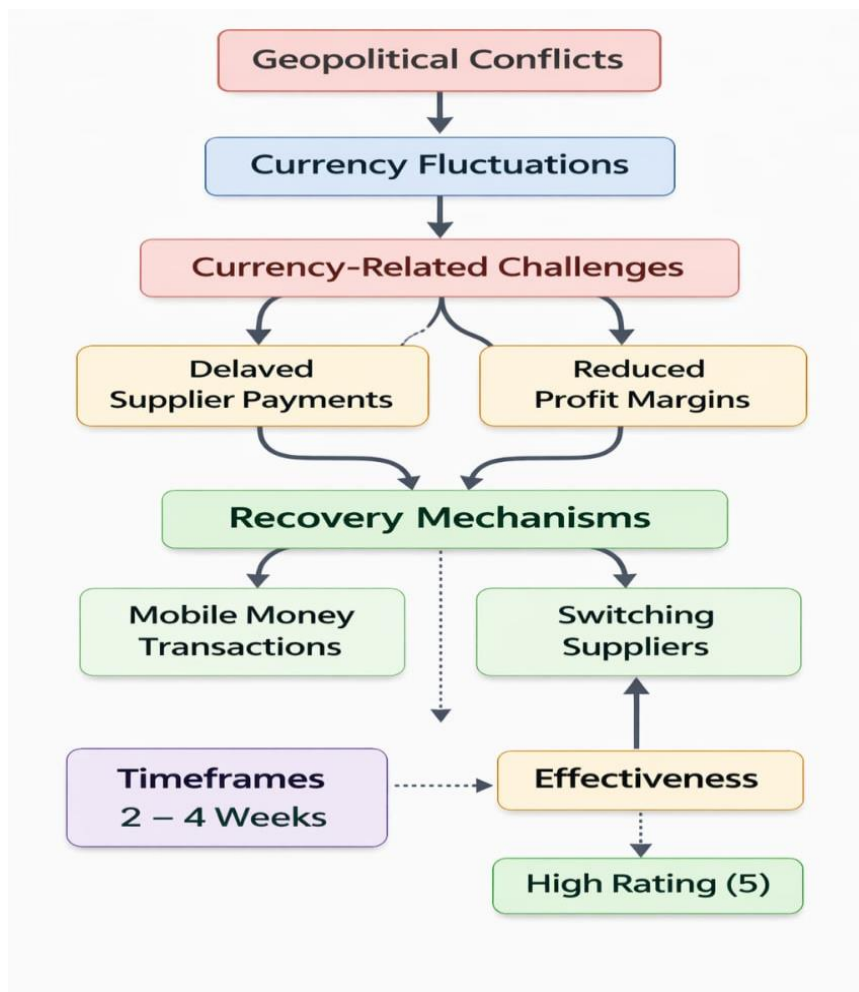 Geopolitical Conflicts
Currency Fluctuations
Currency-Related Challenges
Delaved
Supplier Payments
Reduced
Profit Margins
Recovery Mechanisms
Mobile Money
Transactions
Switching
Suppliers
Timeframes
2 – 4 Weeks
Effectiveness
High Rating (5)